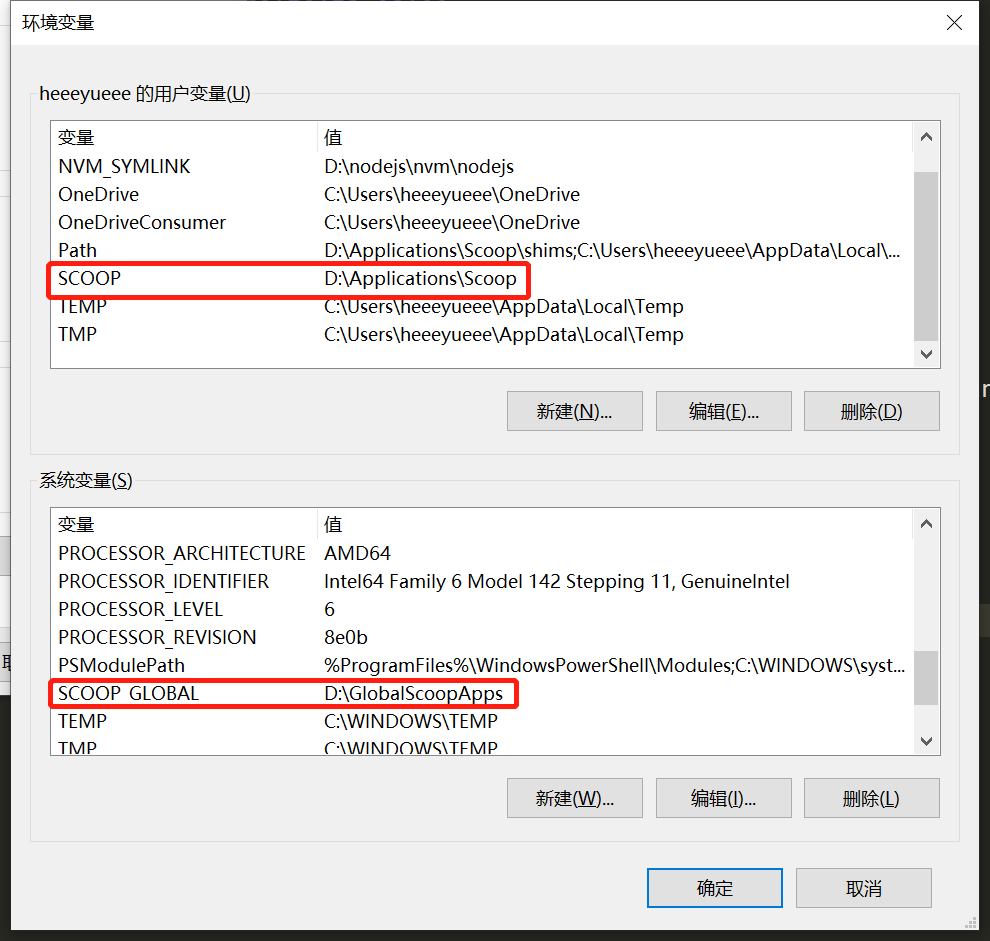 环境变量
heeeyueee 的用户变量(U)
变量 值
NVM_SYMLINK D:\nodejs\nvm\nodejs
OneDrive C:\Users\heeeyueee\OneDrive
OneDriveConsumer C:\Users\heeeyueee\OneDrive
Path D:\Applications\Scoop\shims;C:\Users\heeeyueee\AppData\Local\...
SCOOP D:\Applications\Scoop
TEMP C:\Users\heeeyueee\AppData\Local\Temp
TMP C:\Users\heeeyueee\AppData\Local\Temp
新建(N)... 编辑(E)... 删除(D)
系统变量(S)
变量 值
PROCESSOR_ARCHITECTURE AMD64
PROCESSOR_IDENTIFIER Intel64 Family 6 Model 142 Stepping 11, GenuineIntel
PROCESSOR_LEVEL 6
PROCESSOR_REVISION 8e0b
PSModulePath %ProgramFiles%\WindowsPowerShell\Modules;C:\WINDOWS\syst...
SCOOP_GLOBAL D:\GlobalScoopApps
TEMP C:\WINDOWS\TEMP
TMP C:\WINDOWS\TEMP
新建(W)... 编辑(I)... 删除(L)
确定 取消